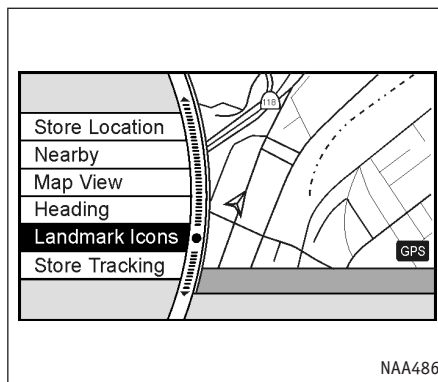 118
Store Location
Nearby
Map View
Heading
Landmark Icons
Store Tracking
GPS
NAA486